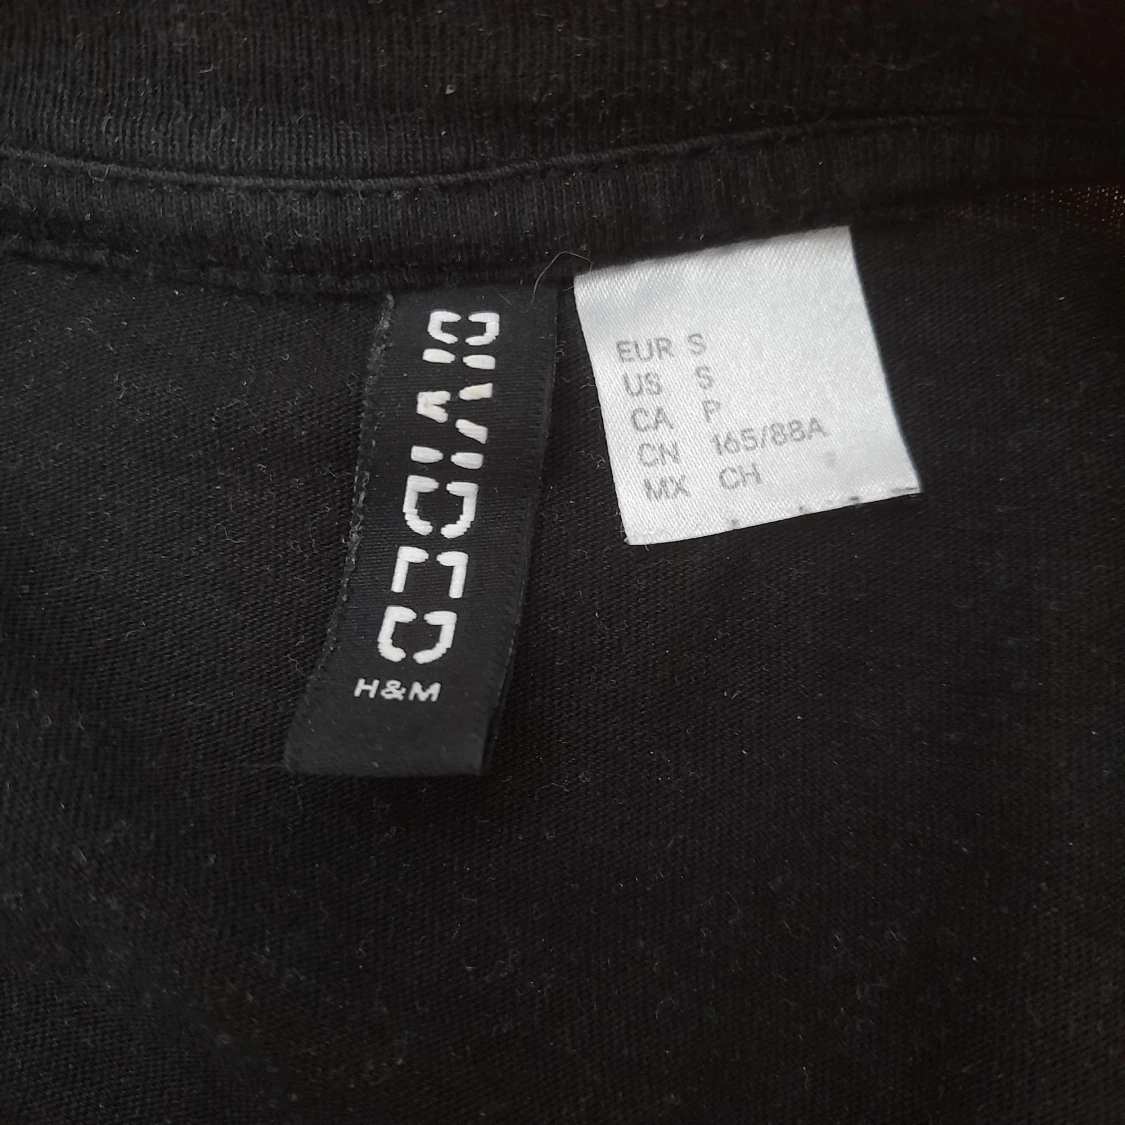 DIVIDED
H&M
EUR S
US S
CA P
CN 165/88A
MX CH